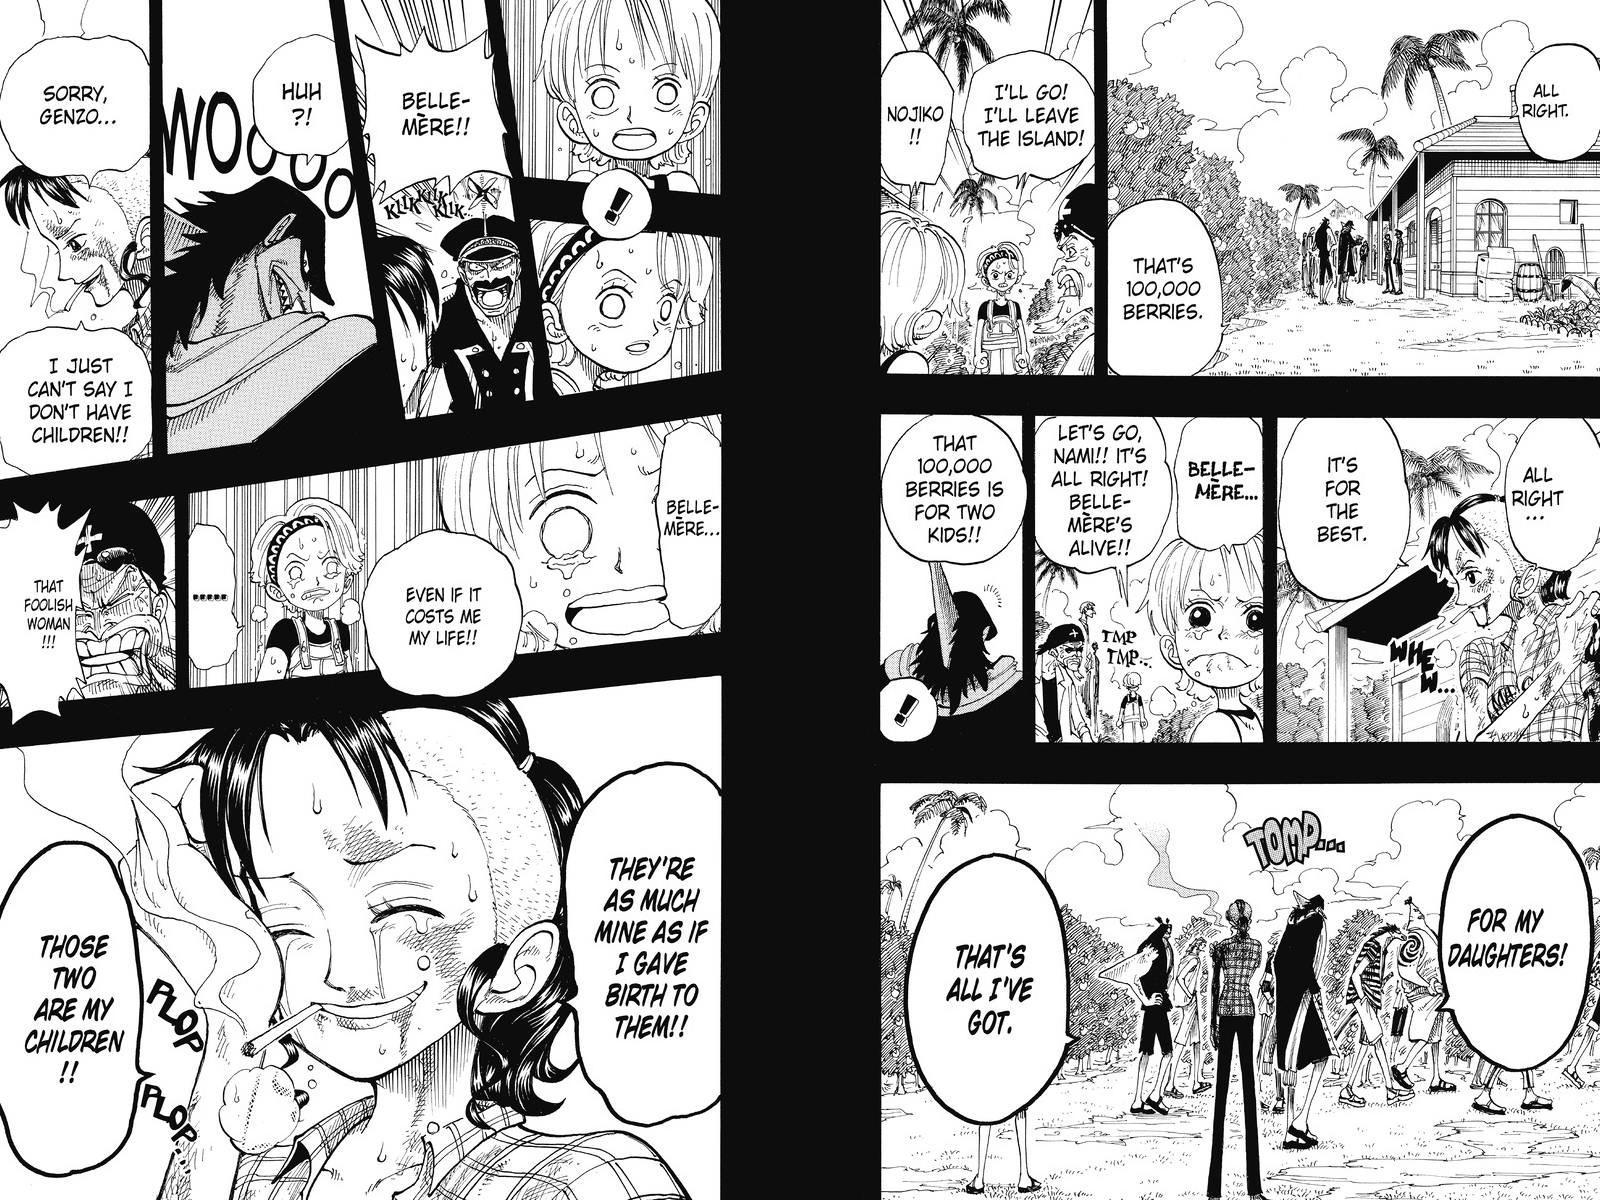 ALL
RIGHT.
THAT'S
100,000
BERRIES.
I'LL GO!
I'LL LEAVE
THE ISLAND!
NOJIKO
!!
ALL
RIGHT
...
IT'S
FOR
THE
BEST.
WHE
W...
BELLE-
MÈRE...
LET'S GO,
NAMI!! IT'S
ALL RIGHT!
BELLE-
MÈRE'S
ALIVE!!
TMP
TMP...
THAT
100,000
BERRIES IS
FOR TWO
KIDS!!
!
FOR MY
DAUGHTERS!
TOMP...
THAT'S
ALL I'VE
GOT.
!
BELLE-
MÈRE!!
KLIK
KLIK
KLIK...
HUH
?!
WOOOOO
SORRY,
GENZO...
I JUST
CAN'T SAY I
DON'T HAVE
CHILDREN!!
BELLE-
MÈRE...
EVEN IF IT
COSTS ME
MY LIFE!!
......
THAT
FOOLISH
WOMAN
!!!
THEY'RE
AS MUCH
MINE AS IF
I GAVE
BIRTH TO
THEM!!
THOSE
TWO
ARE MY
CHILDREN
!!
PLOP
PLOP...